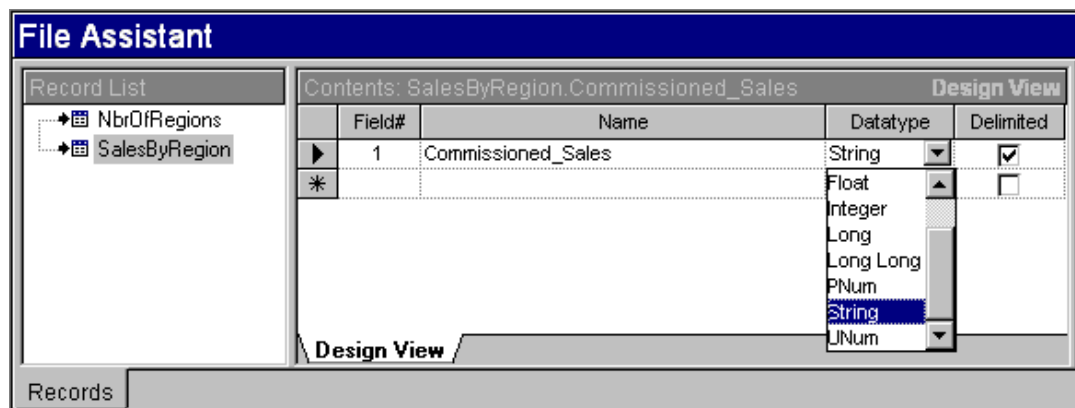 File Assistant
Record List
NbrOfRegions
SalesByRegion
Contents: SalesByRegion.Commissioned_Sales Design View
Field# Name Datatype Delimited
1 Commissioned_Sales String
Float
Integer
Long
Long Long
PNum
String
UNum
Design View
Records